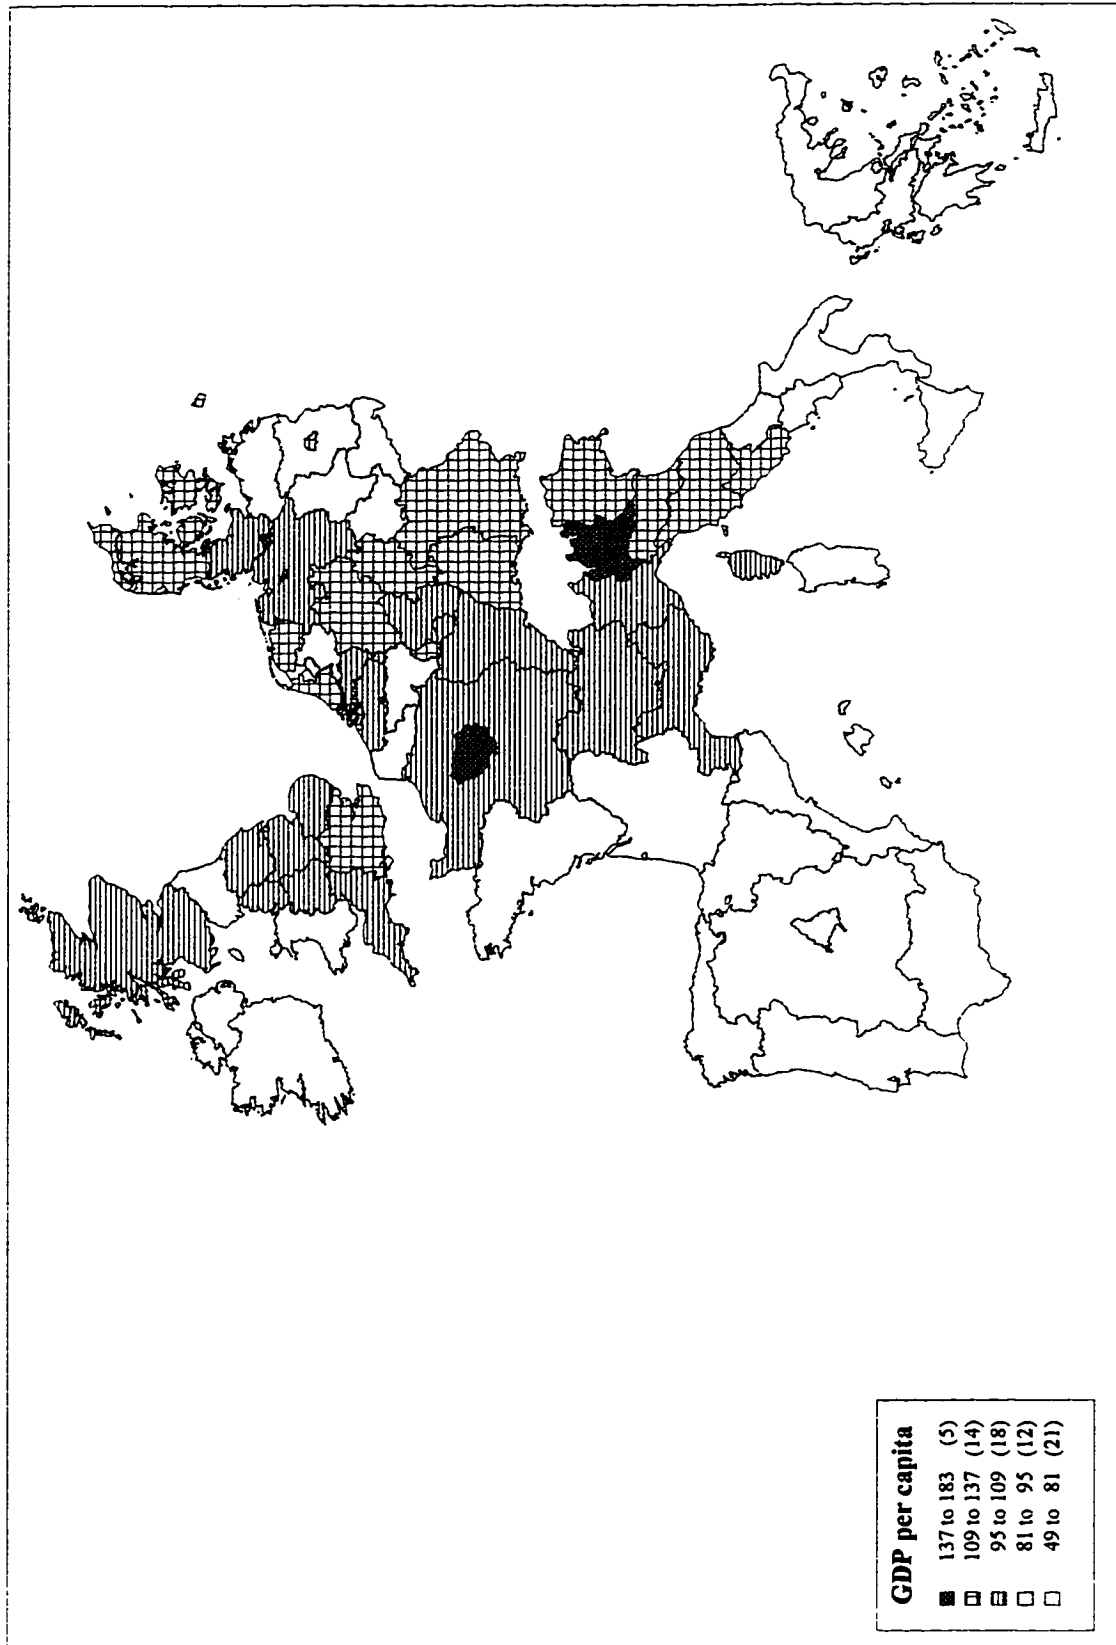 GDP per capita
137 to 183 (5)
109 to 137 (14)
95 to 109 (18)
81 to 95 (12)
49 to 81 (21)